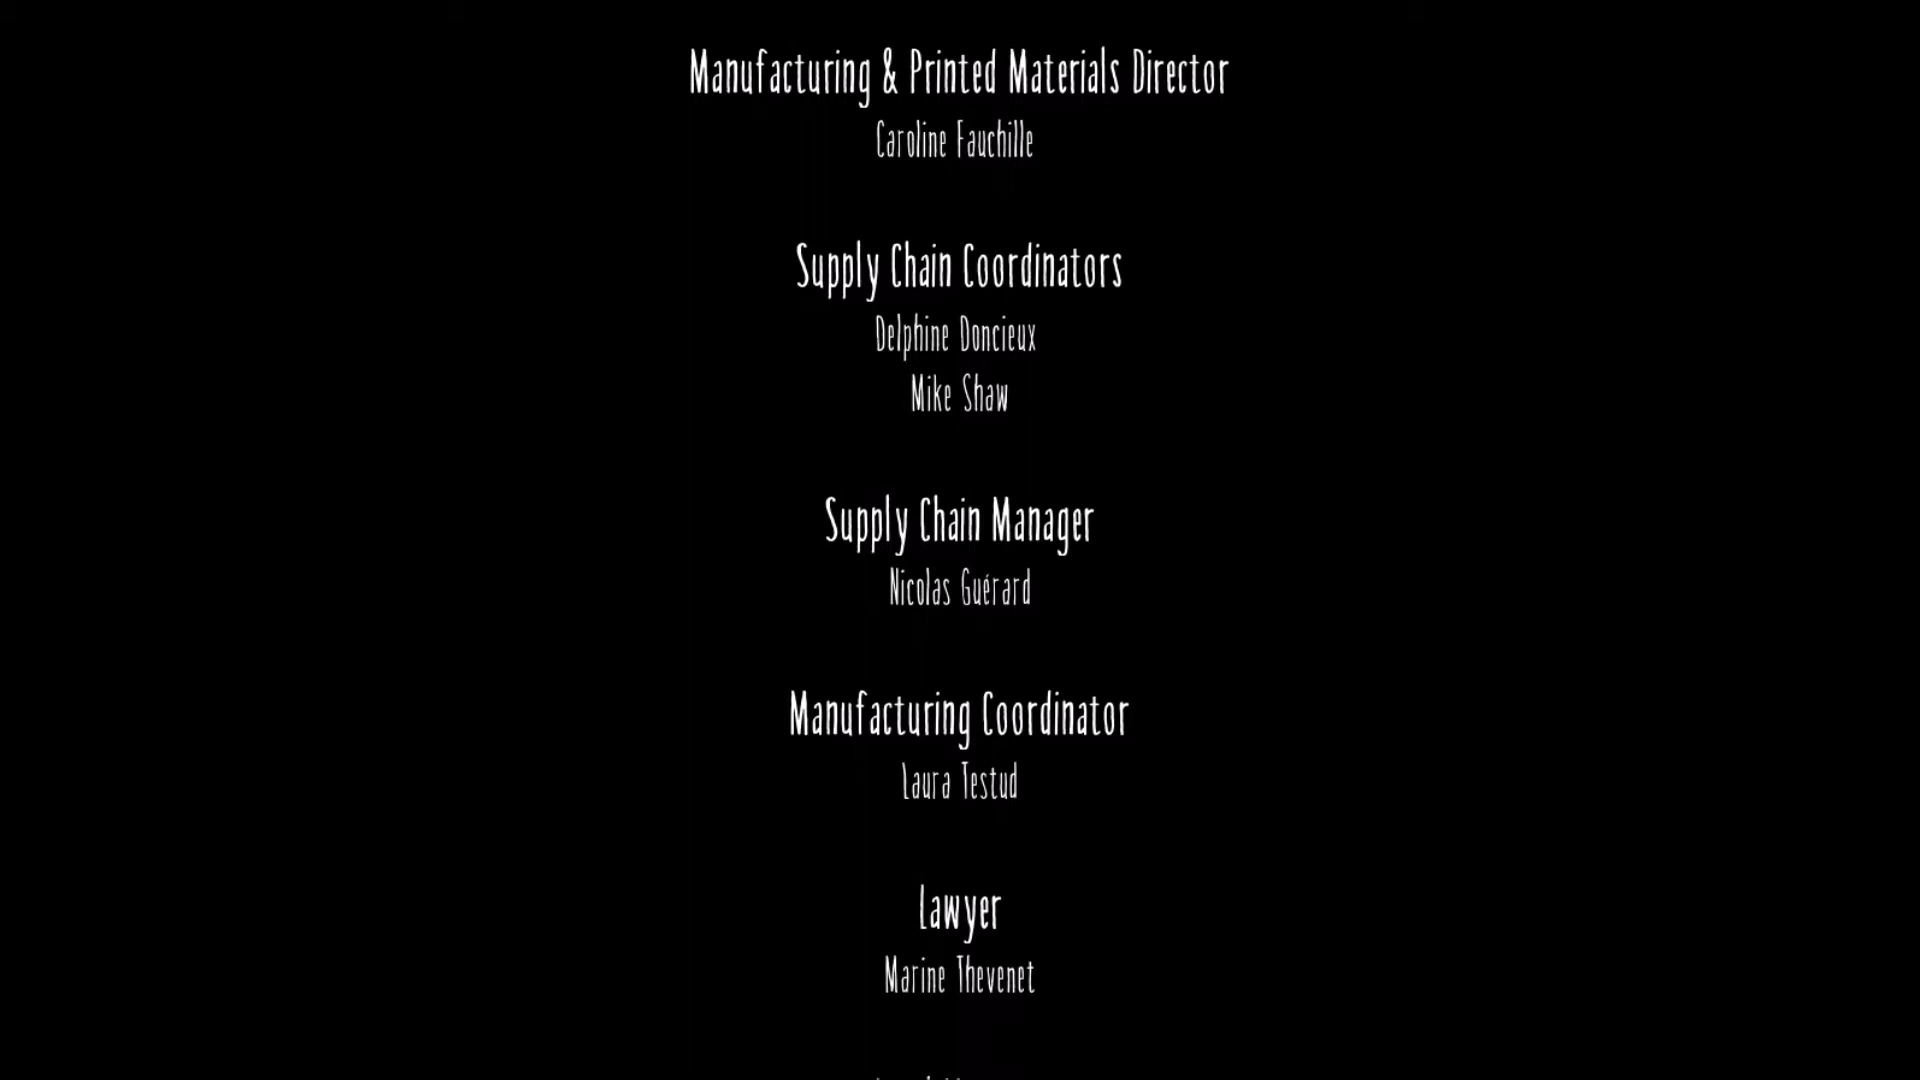 Manufacturing & Printed Materials Director
Caroline Fauchille
Supply Chain Coordinators
Delphine Doncieux
Mike Shaw
Supply Chain Manager
Nicolas Guérard
Manufacturing Coordinator
Laura Testud
Lawyer
Marine Thevenet